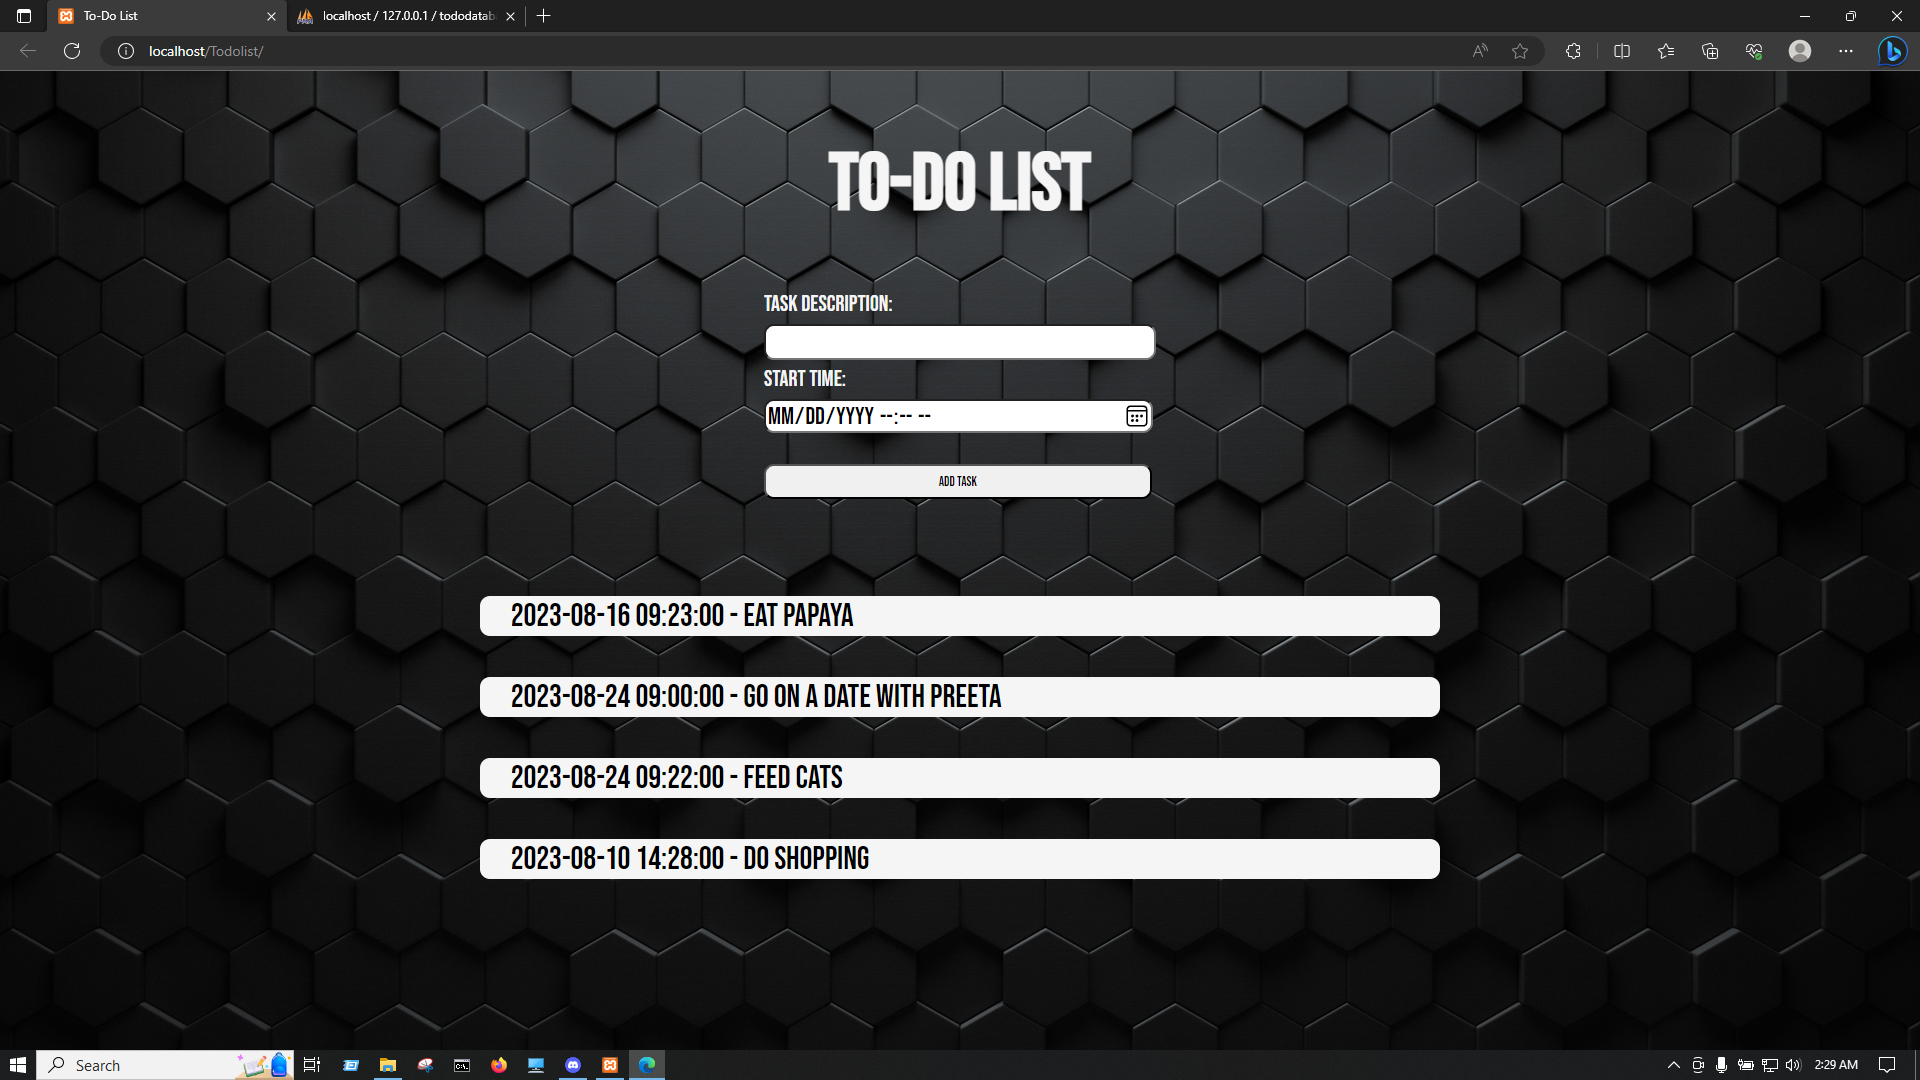 To-Do List
localhost / 127.0.0.1 / tododatab
localhost/Todolist/
TO-DO LIST
TASK DESCRIPTION:
START TIME:
MM/DD/YYYY --:-- --
ADD TASK
2023-08-16 09:23:00 - EAT PAPAYA
2023-08-24 09:00:00 - GO ON A DATE WITH PREETA
2023-08-24 09:22:00 - FEED CATS
2023-08-10 14:28:00 - DO SHOPPING
Search
2:29 AM